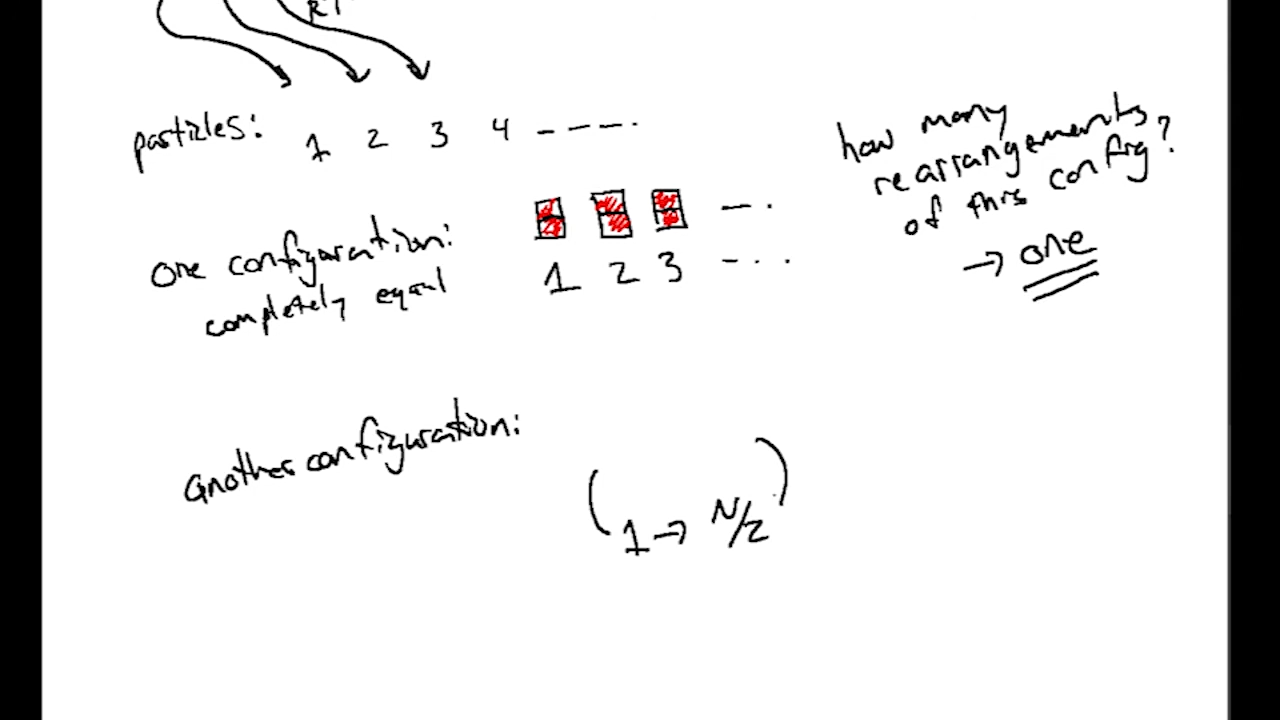 RT
particles: 1 2 3 4 ----.
how many
rearrangements
of this config?
→ one
one configuration:
completely equal
1 2 3 -...
another configuration:
(1→ N/2)